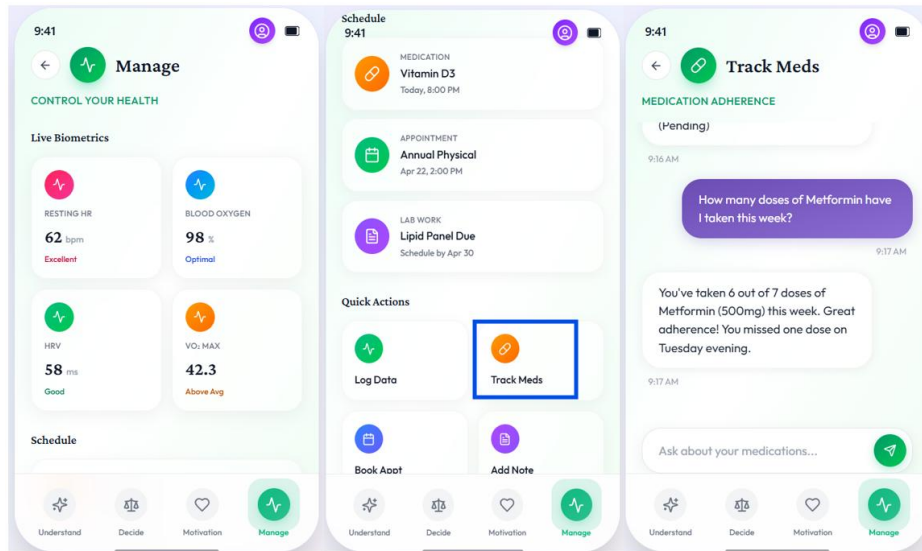 9:41
Manage
CONTROL YOUR HEALTH
Live Biometrics
RESTING HR
62 bpm
Excellent
BLOOD OXYGEN
98 %
Optimal
HRV
58 ms
Good
VO₂ MAX
42.3
Above Avg
Schedule
Understand
Decide
Motivation
Manage
Schedule
9:41
MEDICATION
Vitamin D3
Today, 8:00 PM
APPOINTMENT
Annual Physical
Apr 22, 2:00 PM
LAB WORK
Lipid Panel Due
Schedule by Apr 30
Quick Actions
Log Data
Track Meds
Book Appt
Add Note
Understand
Decide
Motivation
Manage
9:41
Track Meds
MEDICATION ADHERENCE
(Pending)
9:16 AM
How many doses of Metformin have
I taken this week?
9:17 AM
You've taken 6 out of 7 doses of
Metformin (500mg) this week. Great
adherence! You missed one dose on
Tuesday evening.
9:17 AM
Ask about your medications...
Understand
Decide
Motivation
Manage